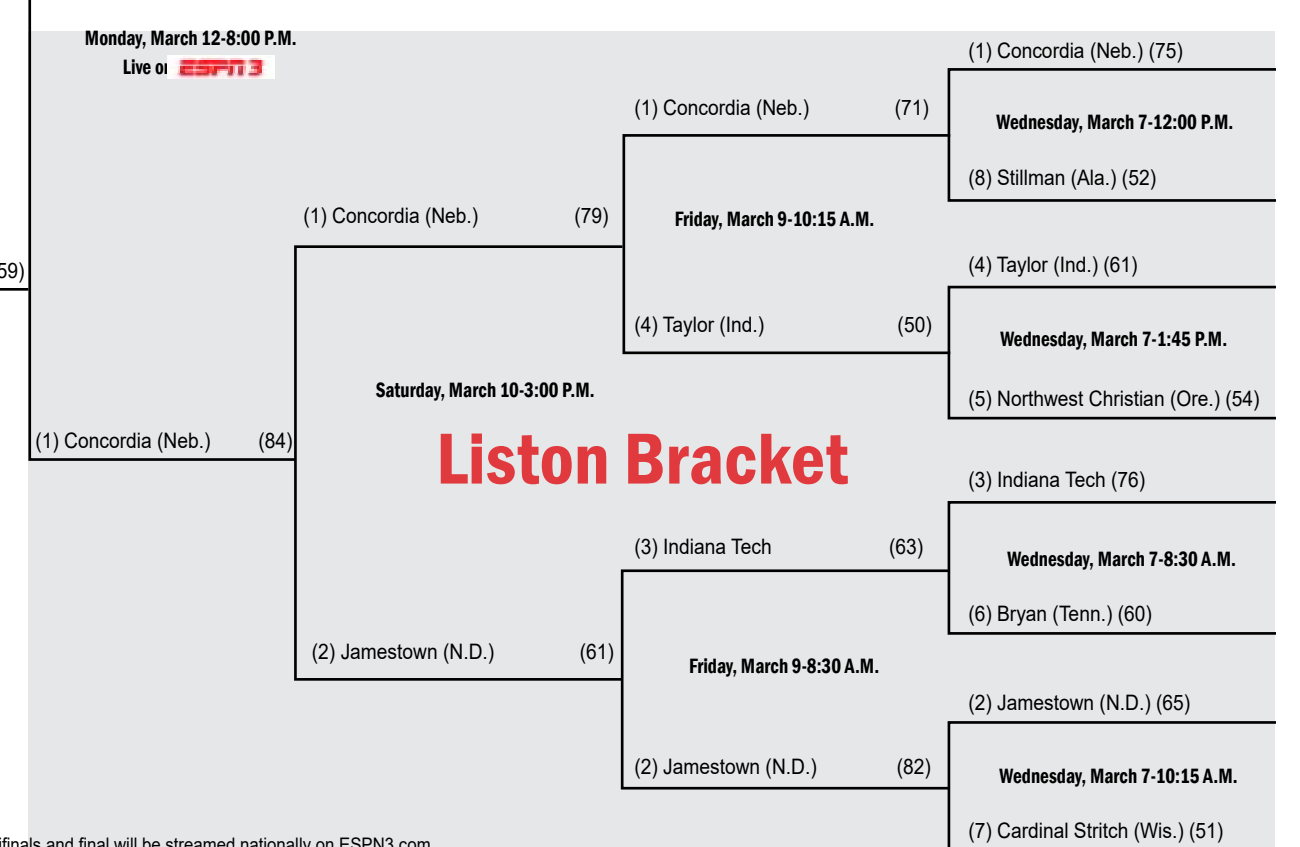 Monday, March 12-8:00 P.M.
Live on ESPN3
(1) Concordia (Neb.) (75)
Wednesday, March 7-12:00 P.M.
(8) Stillman (Ala.) (52)
(1) Concordia (Neb.) (71)
Friday, March 9-10:15 A.M.
(4) Taylor (Ind.) (50)
(4) Taylor (Ind.) (61)
Wednesday, March 7-1:45 P.M.
(5) Northwest Christian (Ore.) (54)
(1) Concordia (Neb.) (79)
59)
Saturday, March 10-3:00 P.M.
(1) Concordia (Neb.) (84)
Liston Bracket
(3) Indiana Tech (76)
Wednesday, March 7-8:30 A.M.
(6) Bryan (Tenn.) (60)
(3) Indiana Tech (63)
(2) Jamestown (N.D.) (61)
Friday, March 9-8:30 A.M.
(2) Jamestown (N.D.) (82)
(2) Jamestown (N.D.) (65)
Wednesday, March 7-10:15 A.M.
(7) Cardinal Stritch (Wis.) (51)
ifinals and final will be streamed nationally on ESPN3.com